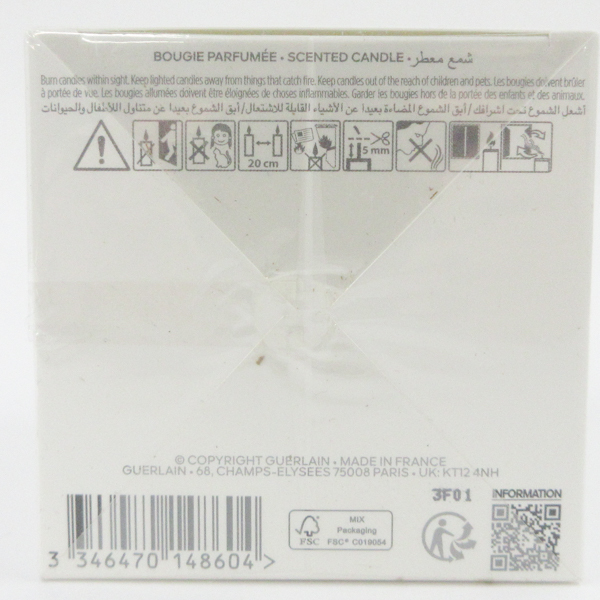 BOUGIE PARFUMÉE • SCENTED CANDLE • شمع معطر
Burn candles within sight. Keep lighted candles away from things that catch fire. Keep candles out of the reach of children and pets. Les bougies doivent brûler
à portée de vue. Les bougies allumées doivent être éloignées de choses inflammables. Garder les bougies hors de la portée des enfants et des animaux.
أشعل الشموع تحت اشرافك / أبق الشموع المضاءة بعيدا عن الأشياء القابلة للاشتعال / أبق الشموع بعيدا عن متناول الأطفال والحيوانات
20 cm
5 mm
© COPYRIGHT GUERLAIN • MADE IN FRANCE
GUERLAIN • 68, CHAMPS-ELYSEES 75008 PARIS • UK: KT12 4NH
3F01
INFORMATION
MIX
Packaging
FSC
FSC® C019054
3 346470 148604 >